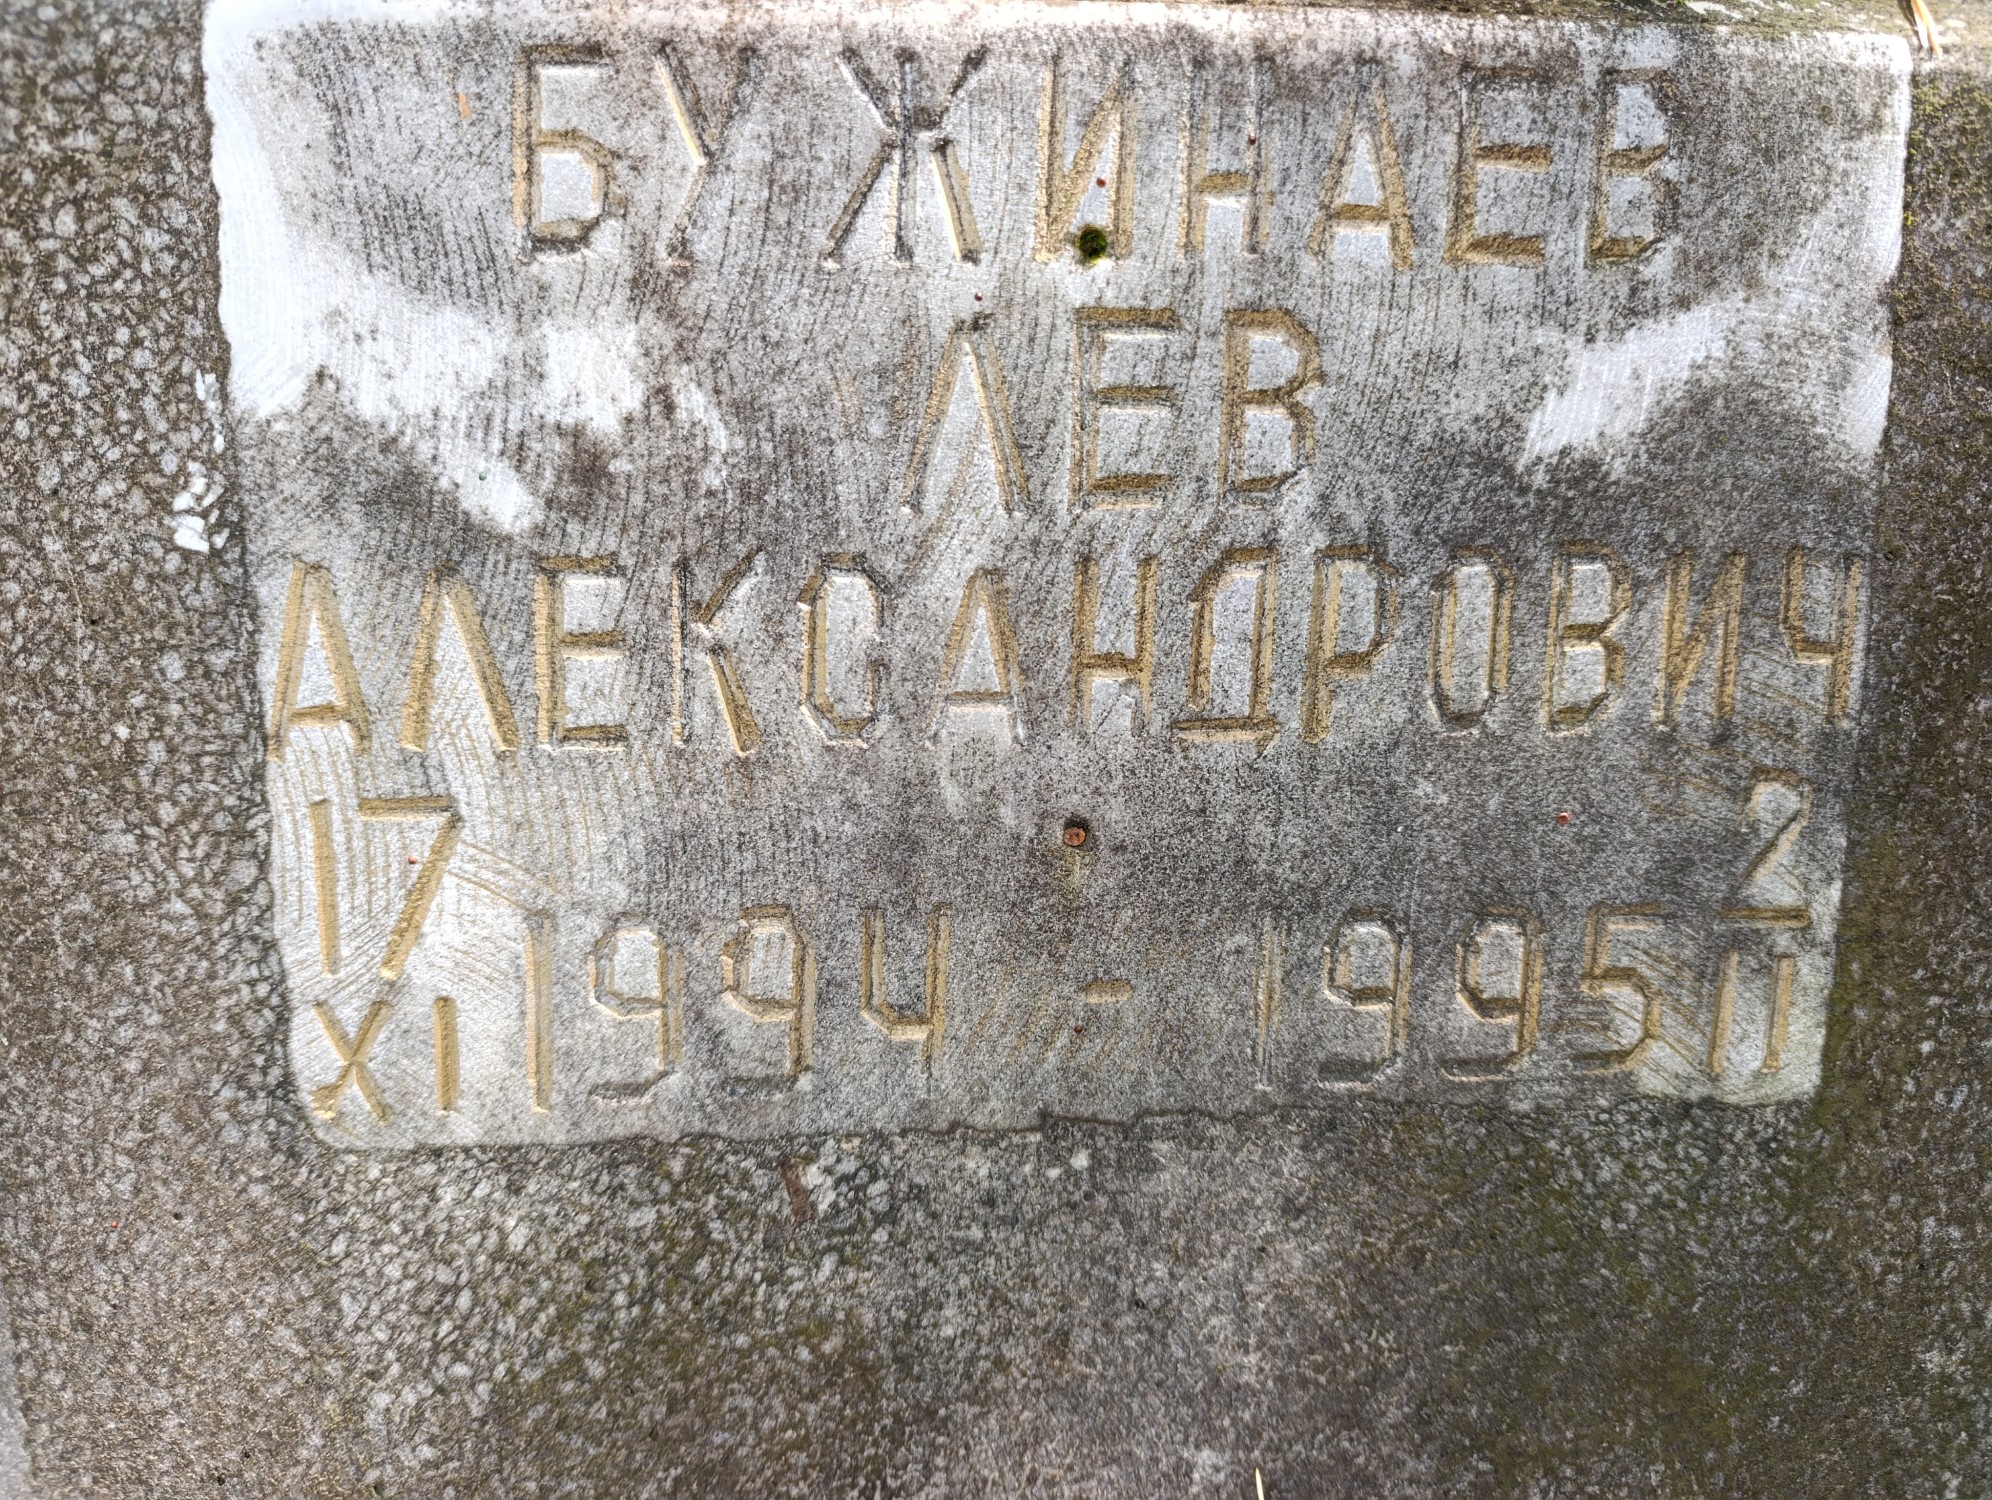 БУЖИНАЕВ
ЛЕВ
АЛЕКСАНДРОВИЧ
17/XI 1994 - 1995 2/II